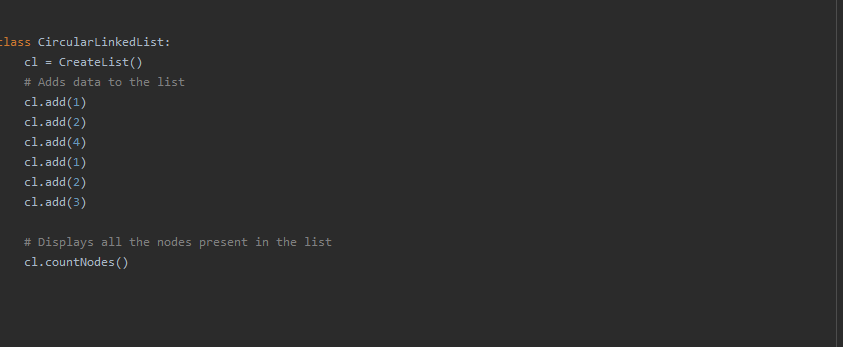 class CircularLinkedList:
    cl = CreateList()
    # Adds data to the list
    cl.add(1)
    cl.add(2)
    cl.add(4)
    cl.add(1)
    cl.add(2)
    cl.add(3)
    # Displays all the nodes present in the list
    cl.countNodes()